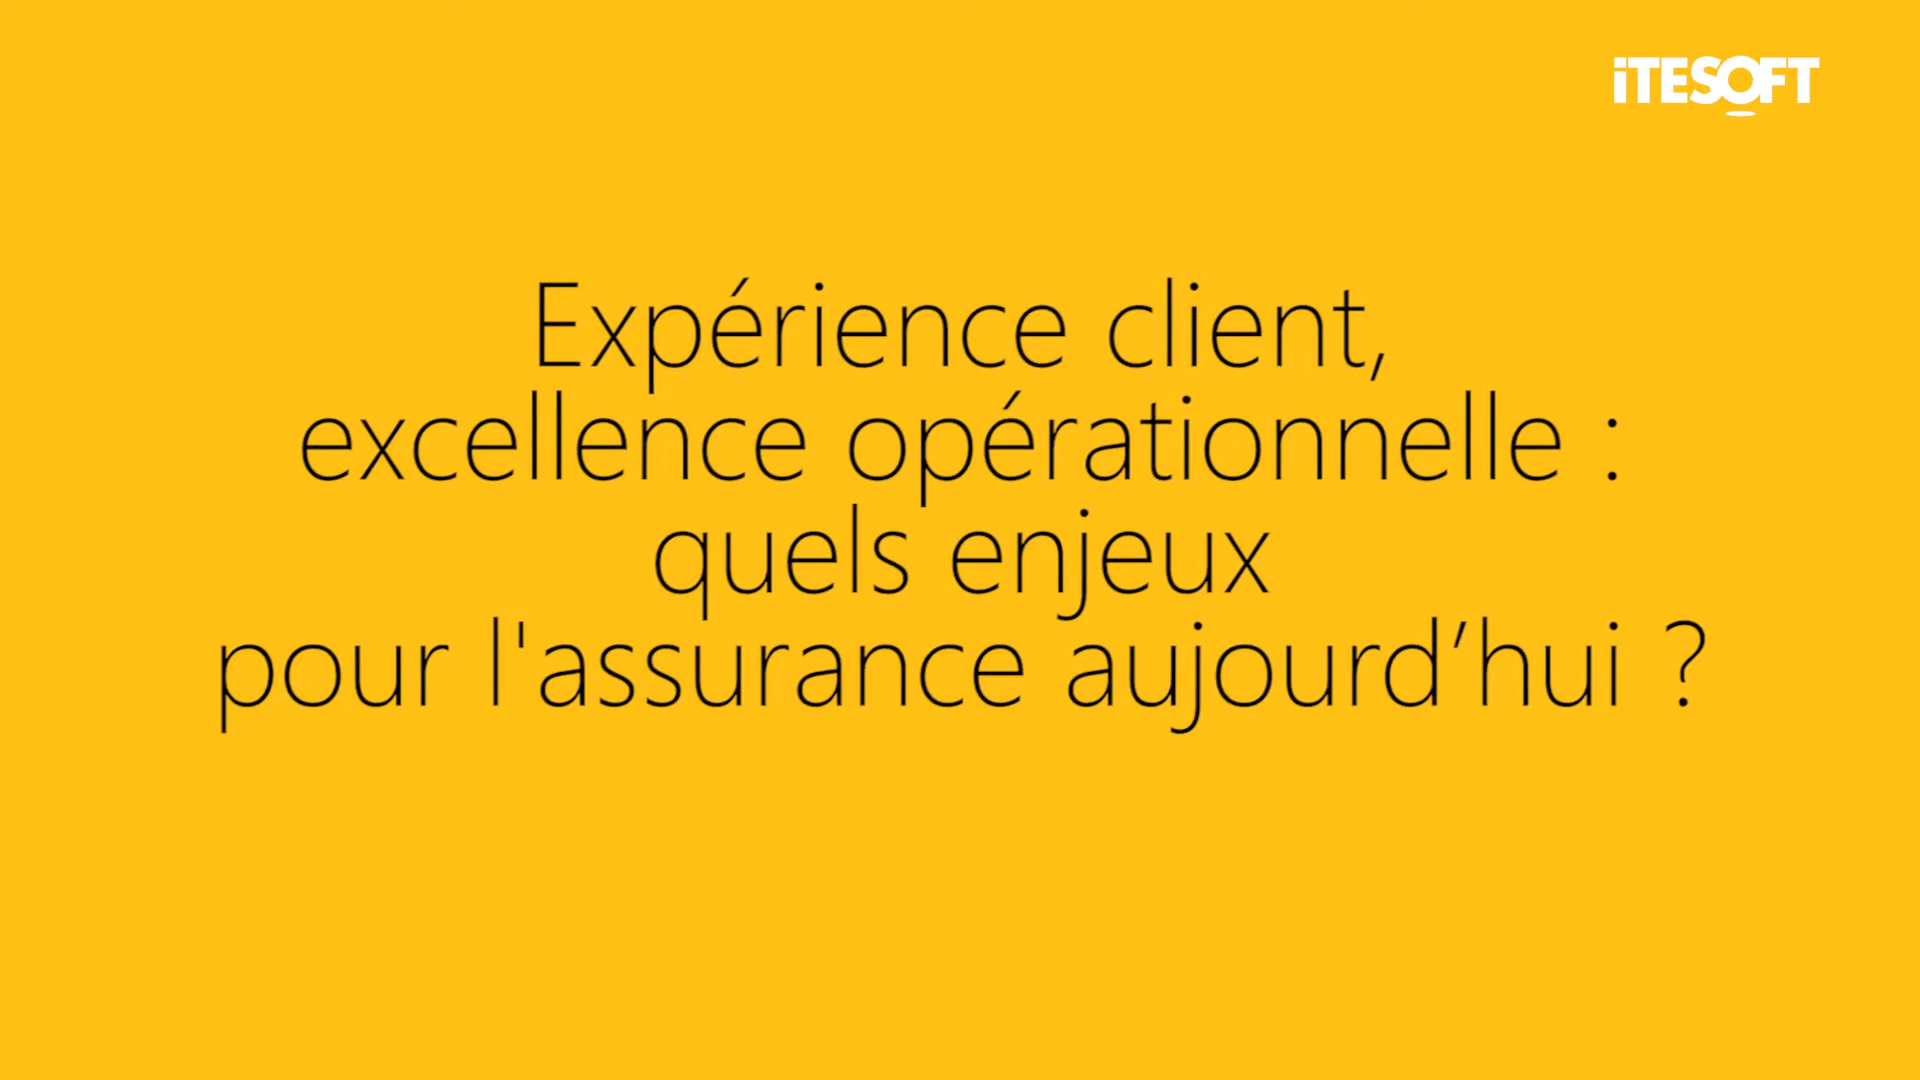 iTESOFT
Expérience client,
excellence opérationnelle :
quels enjeux
pour l'assurance aujourd’hui ?